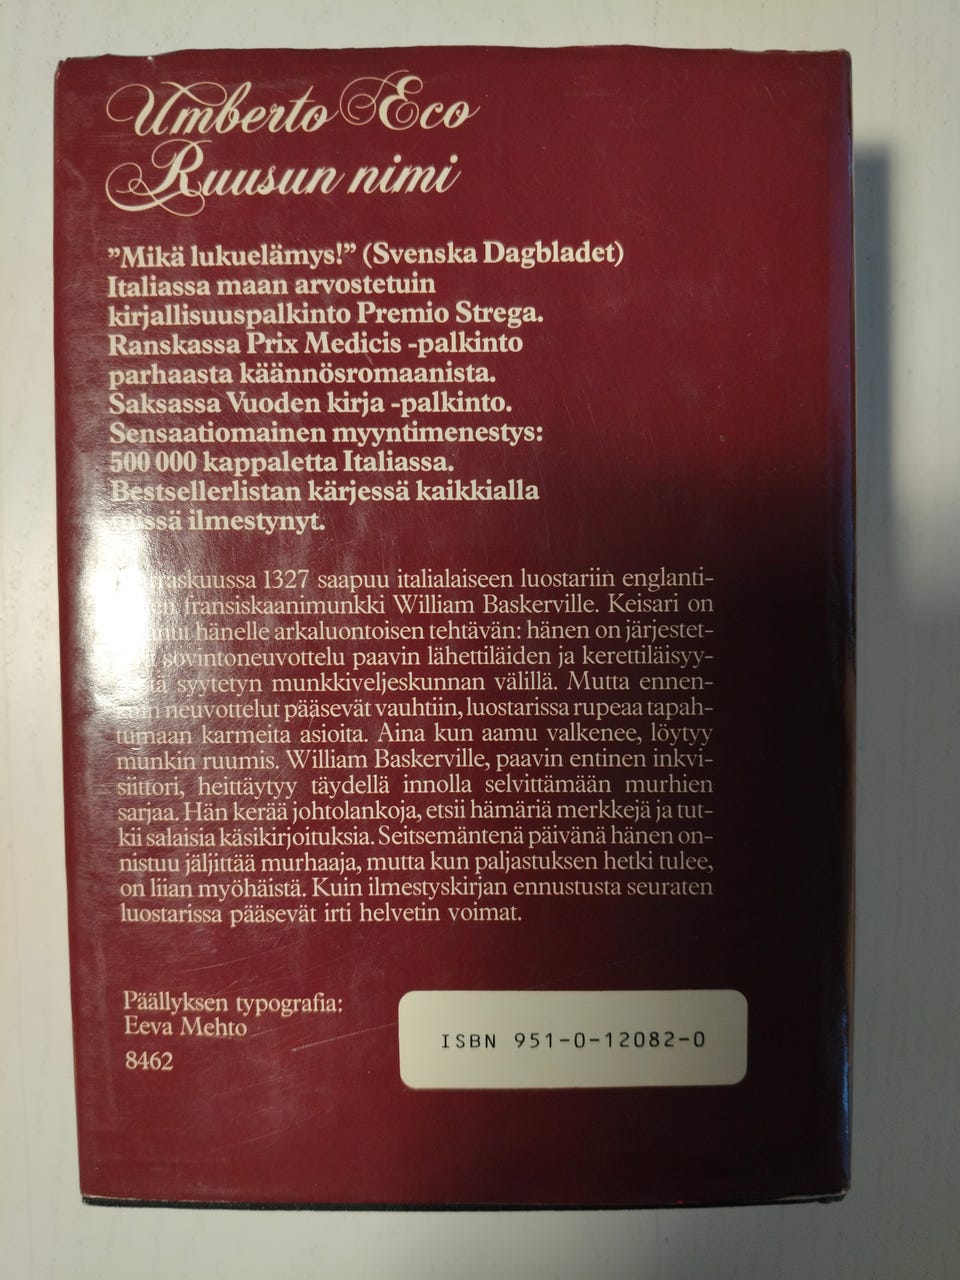 Umberto Eco
Ruusun nimi
”Mikä lukuelämys!” (Svenska Dagbladet)
Italiassa maan arvostetuin
kirjallisuuspalkinto Premio Strega.
Ranskassa Prix Medicis -palkinto
parhaasta käännösromaanista.
Saksassa Vuoden kirja -palkinto.
Sensaatiomainen myyntimenestys:
500 000 kappaletta Italiassa.
Bestsellerlistan kärjessä kaikkialla
missä ilmestynyt.
1327 saapuu italialaiseen luostariin englanti-
fransiskaanimunkki William Baskerville. Keisari on
hänelle arkaluontoisen tehtävän: hänen on järjestet-
sovintoneuvottelu paavin lähettiläiden ja kerettiläisyy-
syytetyn munkkiveljeskunnan välillä. Mutta ennen-
kuin neuvottelut pääsevät vauhtiin, luostarissa rupeaa tapah-
tumaan karmeita asioita. Aina kun aamu valkenee, löytyy
munkin ruumis. William Baskerville, paavin entinen inkvi-
siittori, heittäytyy täydellä innolla selvittämään murhien
sarjaa. Hän kerää johtolankoja, etsii hämäriä merkkejä ja tut-
kii salaisia käsikirjoituksia. Seitsemäntenä päivänä hänen on-
nistuu jäljittää murhaaja, mutta kun paljastuksen hetki tulee,
on liian myöhäistä. Kuin ilmestyskirjan ennustusta seuraten
luostarissa pääsevät irti helvetin voimat.
Päällyksen typografia:
Eeva Mehto
8462
ISBN 951-0-12082-0